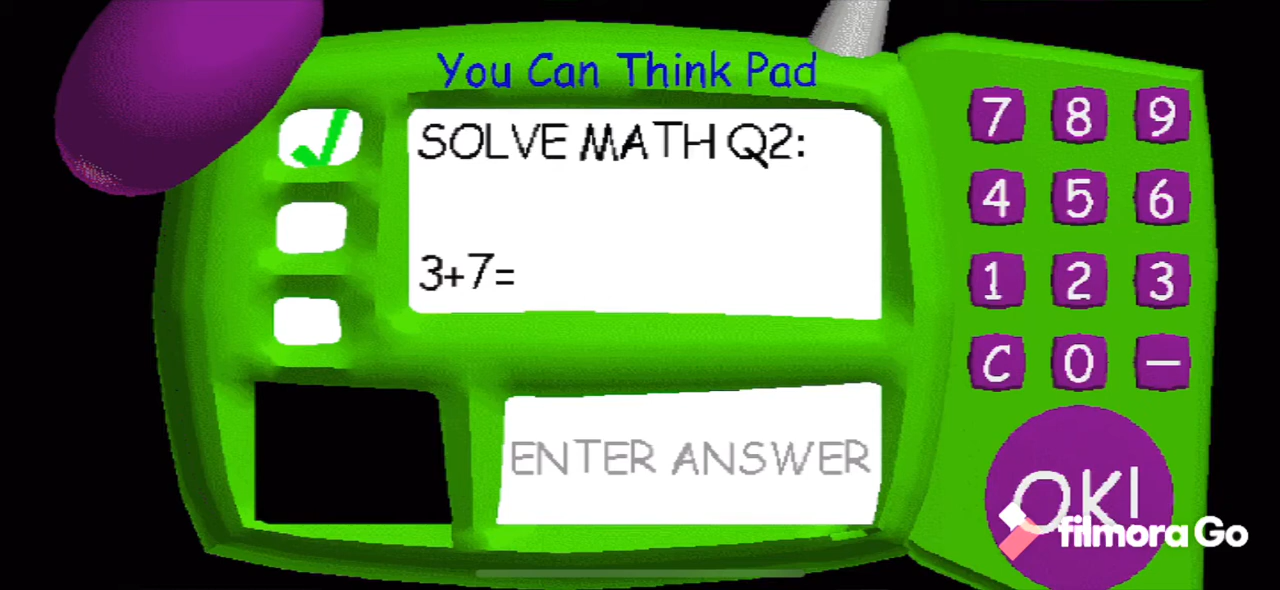 You Can Think Pad
SOLVE MATH Q2:
3+7=
ENTER ANSWER
7 8 9
4 5 6
1 2 3
C 0 —
OK!
filmora Go